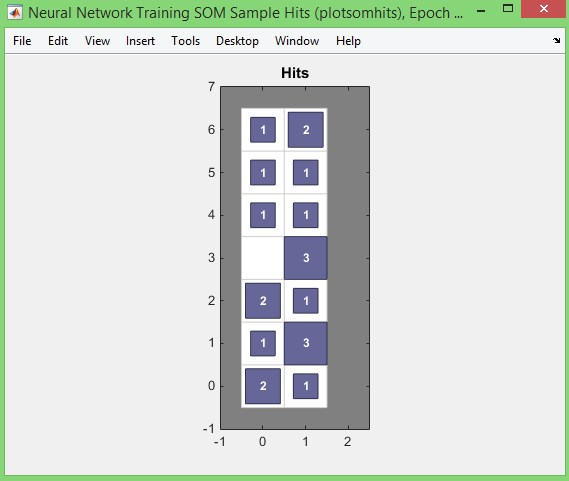 Neural Network Training SOM Sample Hits (plotsomhits), Epoch ...
File Edit View Insert Tools Desktop Window Help
Hits
7
6 1 2
5 1 1
4 1 1
3 3
2 2 1
1 1 3
0 2 1
-1
-1 0 1 2